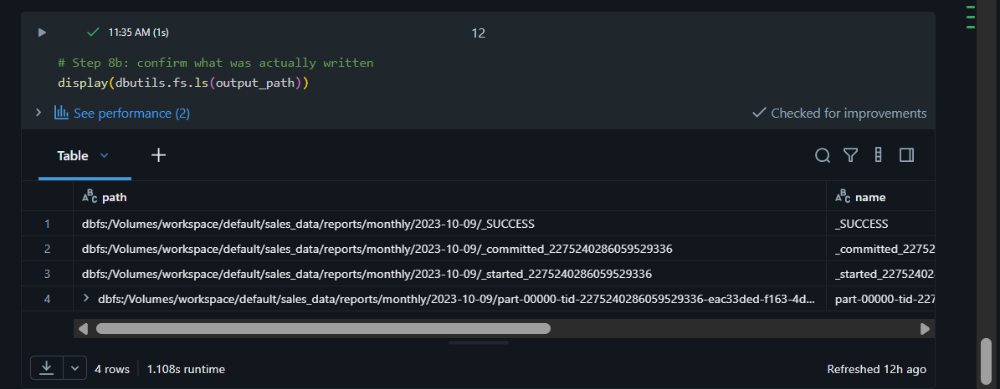 11:35 AM (1s)
12
# Step 8b: confirm what was actually written
display(dbutils.fs.ls(output_path))
See performance (2)
Checked for improvements
Table
path
name
1
dbfs:/Volumes/workspace/default/sales_data/reports/monthly/2023-10-09/_SUCCESS
_SUCCESS
2
dbfs:/Volumes/workspace/default/sales_data/reports/monthly/2023-10-09/_committed_2275240286059529336
_committed_22752
3
dbfs:/Volumes/workspace/default/sales_data/reports/monthly/2023-10-09/_started_2275240286059529336
_started_2275240
4
dbfs:/Volumes/workspace/default/sales_data/reports/monthly/2023-10-09/part-00000-tid-2275240286059529336-eac33ded-f163-4d...
part-00000-tid-227
4 rows
1.108s runtime
Refreshed 12h ago